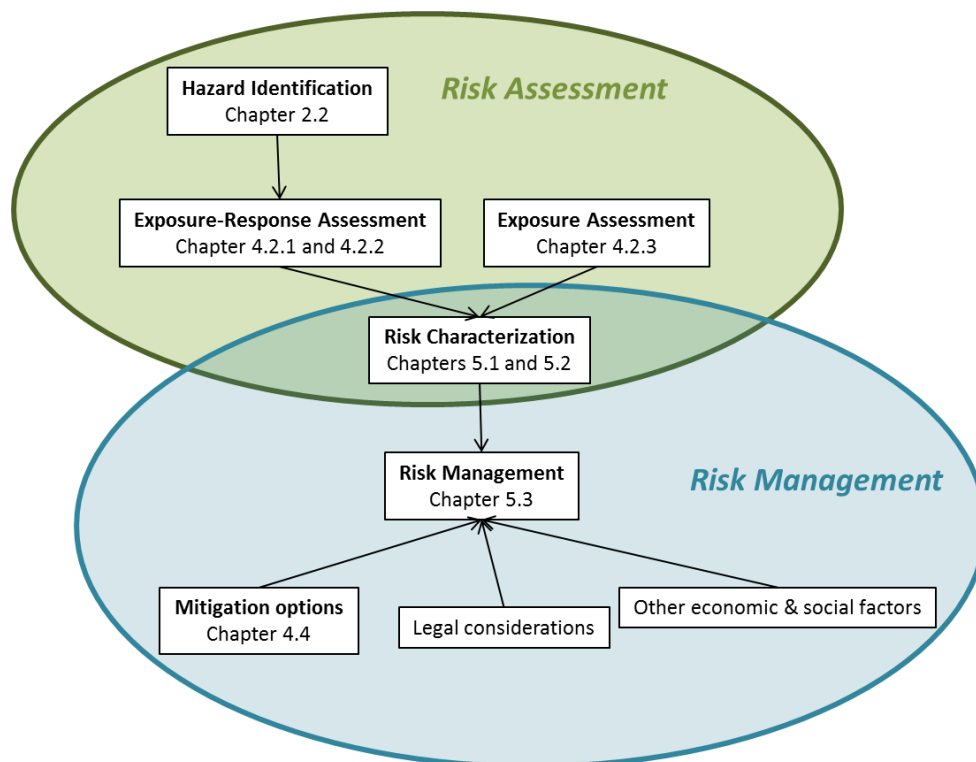 Risk Assessment
Hazard Identification
Chapter 2.2
Exposure-Response Assessment
Chapter 4.2.1 and 4.2.2
Exposure Assessment
Chapter 4.2.3
Risk Characterization
Chapters 5.1 and 5.2
Risk Management
Risk Management
Chapter 5.3
Mitigation options
Chapter 4.4
Legal considerations
Other economic & social factors